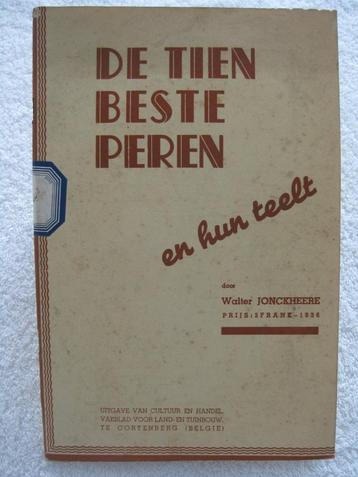 DE TIEN
BESTE
PEREN
en hun teelt
door
Walter JONCKHEERE
PRIJS: 5 FRANK - 1936
UITGAVE VAN CULTUUR EN HANDEL,
VAKBLAD VOOR LAND- EN TUINBOUW,
TE CORTENBERG (BELGIË)